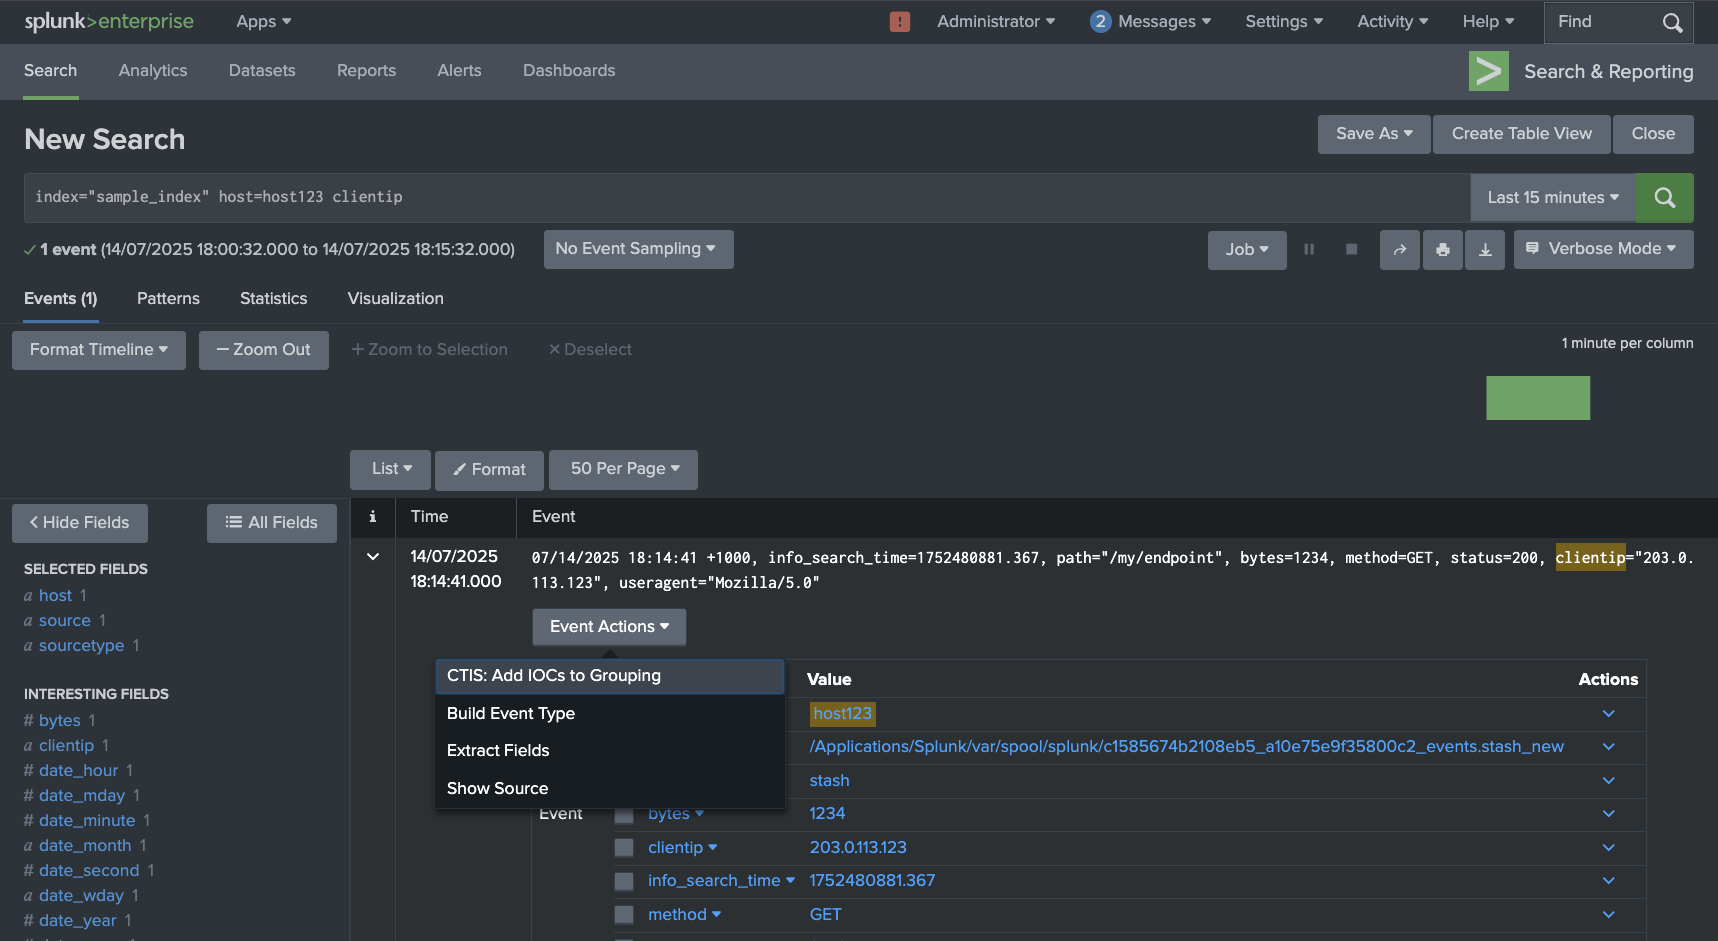 splunk>enterprise Apps ! Administrator 2 Messages Settings Activity Help Find
Search Analytics Datasets Reports Alerts Dashboards > Search & Reporting
New Search Save As Create Table View Close
index="sample_index" host=host123 clientip Last 15 minutes
✓ 1 event (14/07/2025 18:00:32.000 to 14/07/2025 18:15:32.000) No Event Sampling Job Verbose Mode
Events (1) Patterns Statistics Visualization
Format Timeline — Zoom Out + Zoom to Selection × Deselect 1 minute per column
List Format 50 Per Page
< Hide Fields All Fields
SELECTED FIELDS
a host 1
a source 1
a sourcetype 1
INTERESTING FIELDS
# bytes 1
a clientip 1
# date_hour 1
# date_mday 1
# date_minute 1
a date_month 1
# date_second 1
a date_wday 1
# date_year 1
i Time Event
14/07/2025
18:14:41.000
07/14/2025 18:14:41 +1000, info_search_time=1752480881.367, path="/my/endpoint", bytes=1234, method=GET, status=200, clientip="203.0.
113.123", useragent="Mozilla/5.0"
Event Actions
CTIS: Add IOCs to Grouping
Build Event Type
Extract Fields
Show Source
Value Actions
host123
/Applications/Splunk/var/spool/splunk/c1585674b2108eb5_a10e75e9f35800c2_events.stash_new
stash
Event bytes 1234
clientip 203.0.113.123
info_search_time 1752480881.367
method GET